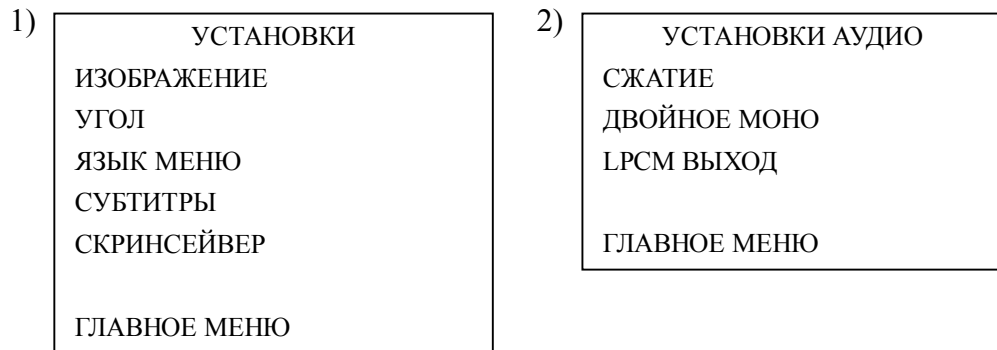 1)
УСТАНОВКИ
ИЗОБРАЖЕНИЕ
УГОЛ
ЯЗЫК МЕНЮ
СУБТИТРЫ
СКРИНСЕЙВЕР
ГЛАВНОЕ МЕНЮ
2)
УСТАНОВКИ АУДИО
СЖАТИЕ
ДВОЙНОЕ МОНО
LPCM ВЫХОД
ГЛАВНОЕ МЕНЮ